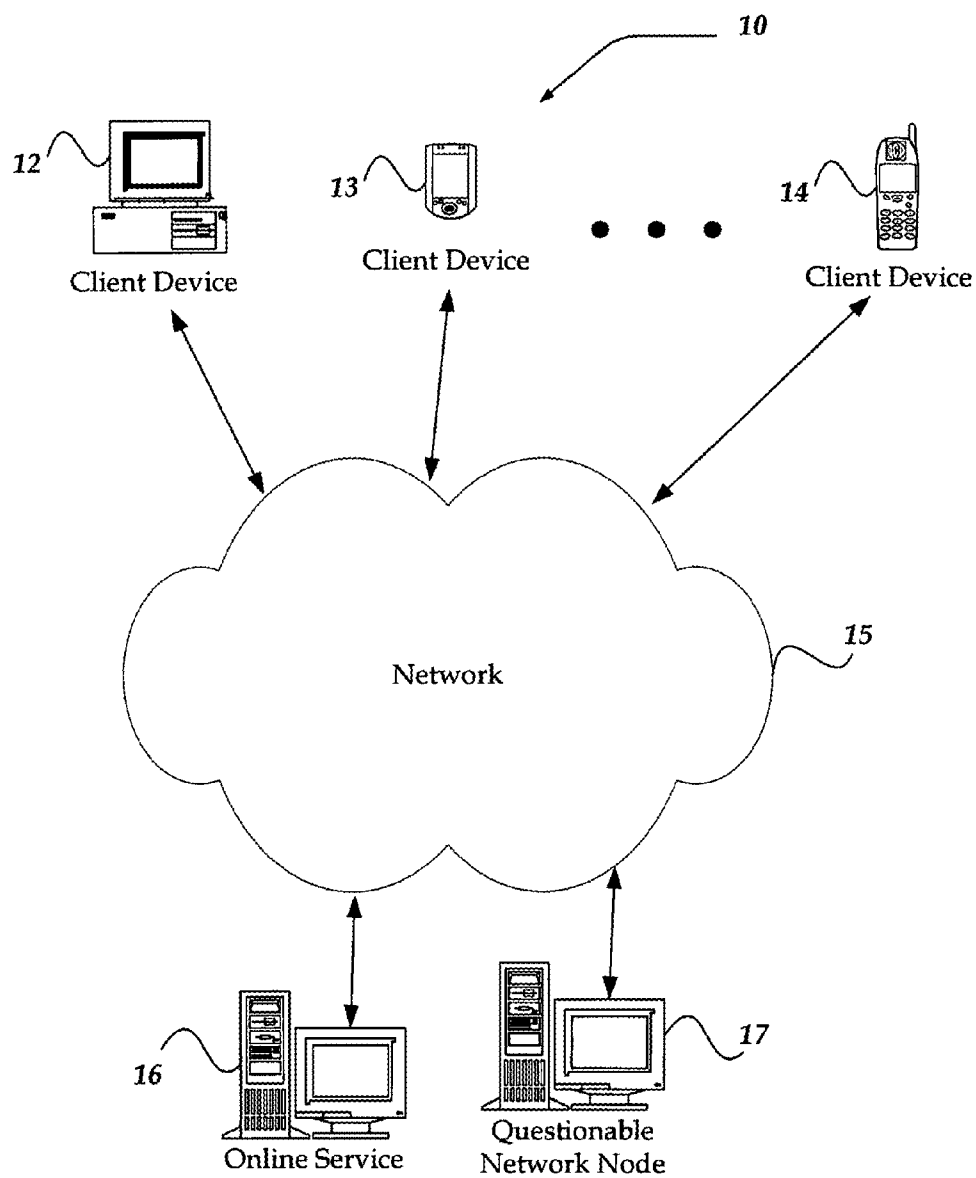 10
12
13
14
Client Device
Client Device
Client Device
15
Network
16
17
Online Service
Questionable
Network Node